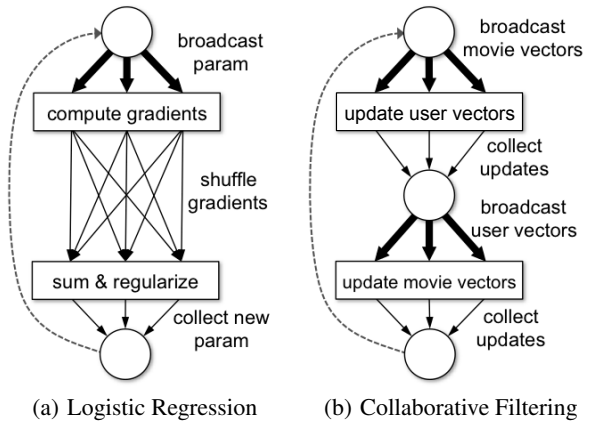 broadcast
param
compute gradients
shuffle
gradients
sum & regularize
collect new
param
(a) Logistic Regression
broadcast
movie vectors
update user vectors
collect
updates
broadcast
user vectors
update movie vectors
collect
updates
(b) Collaborative Filtering